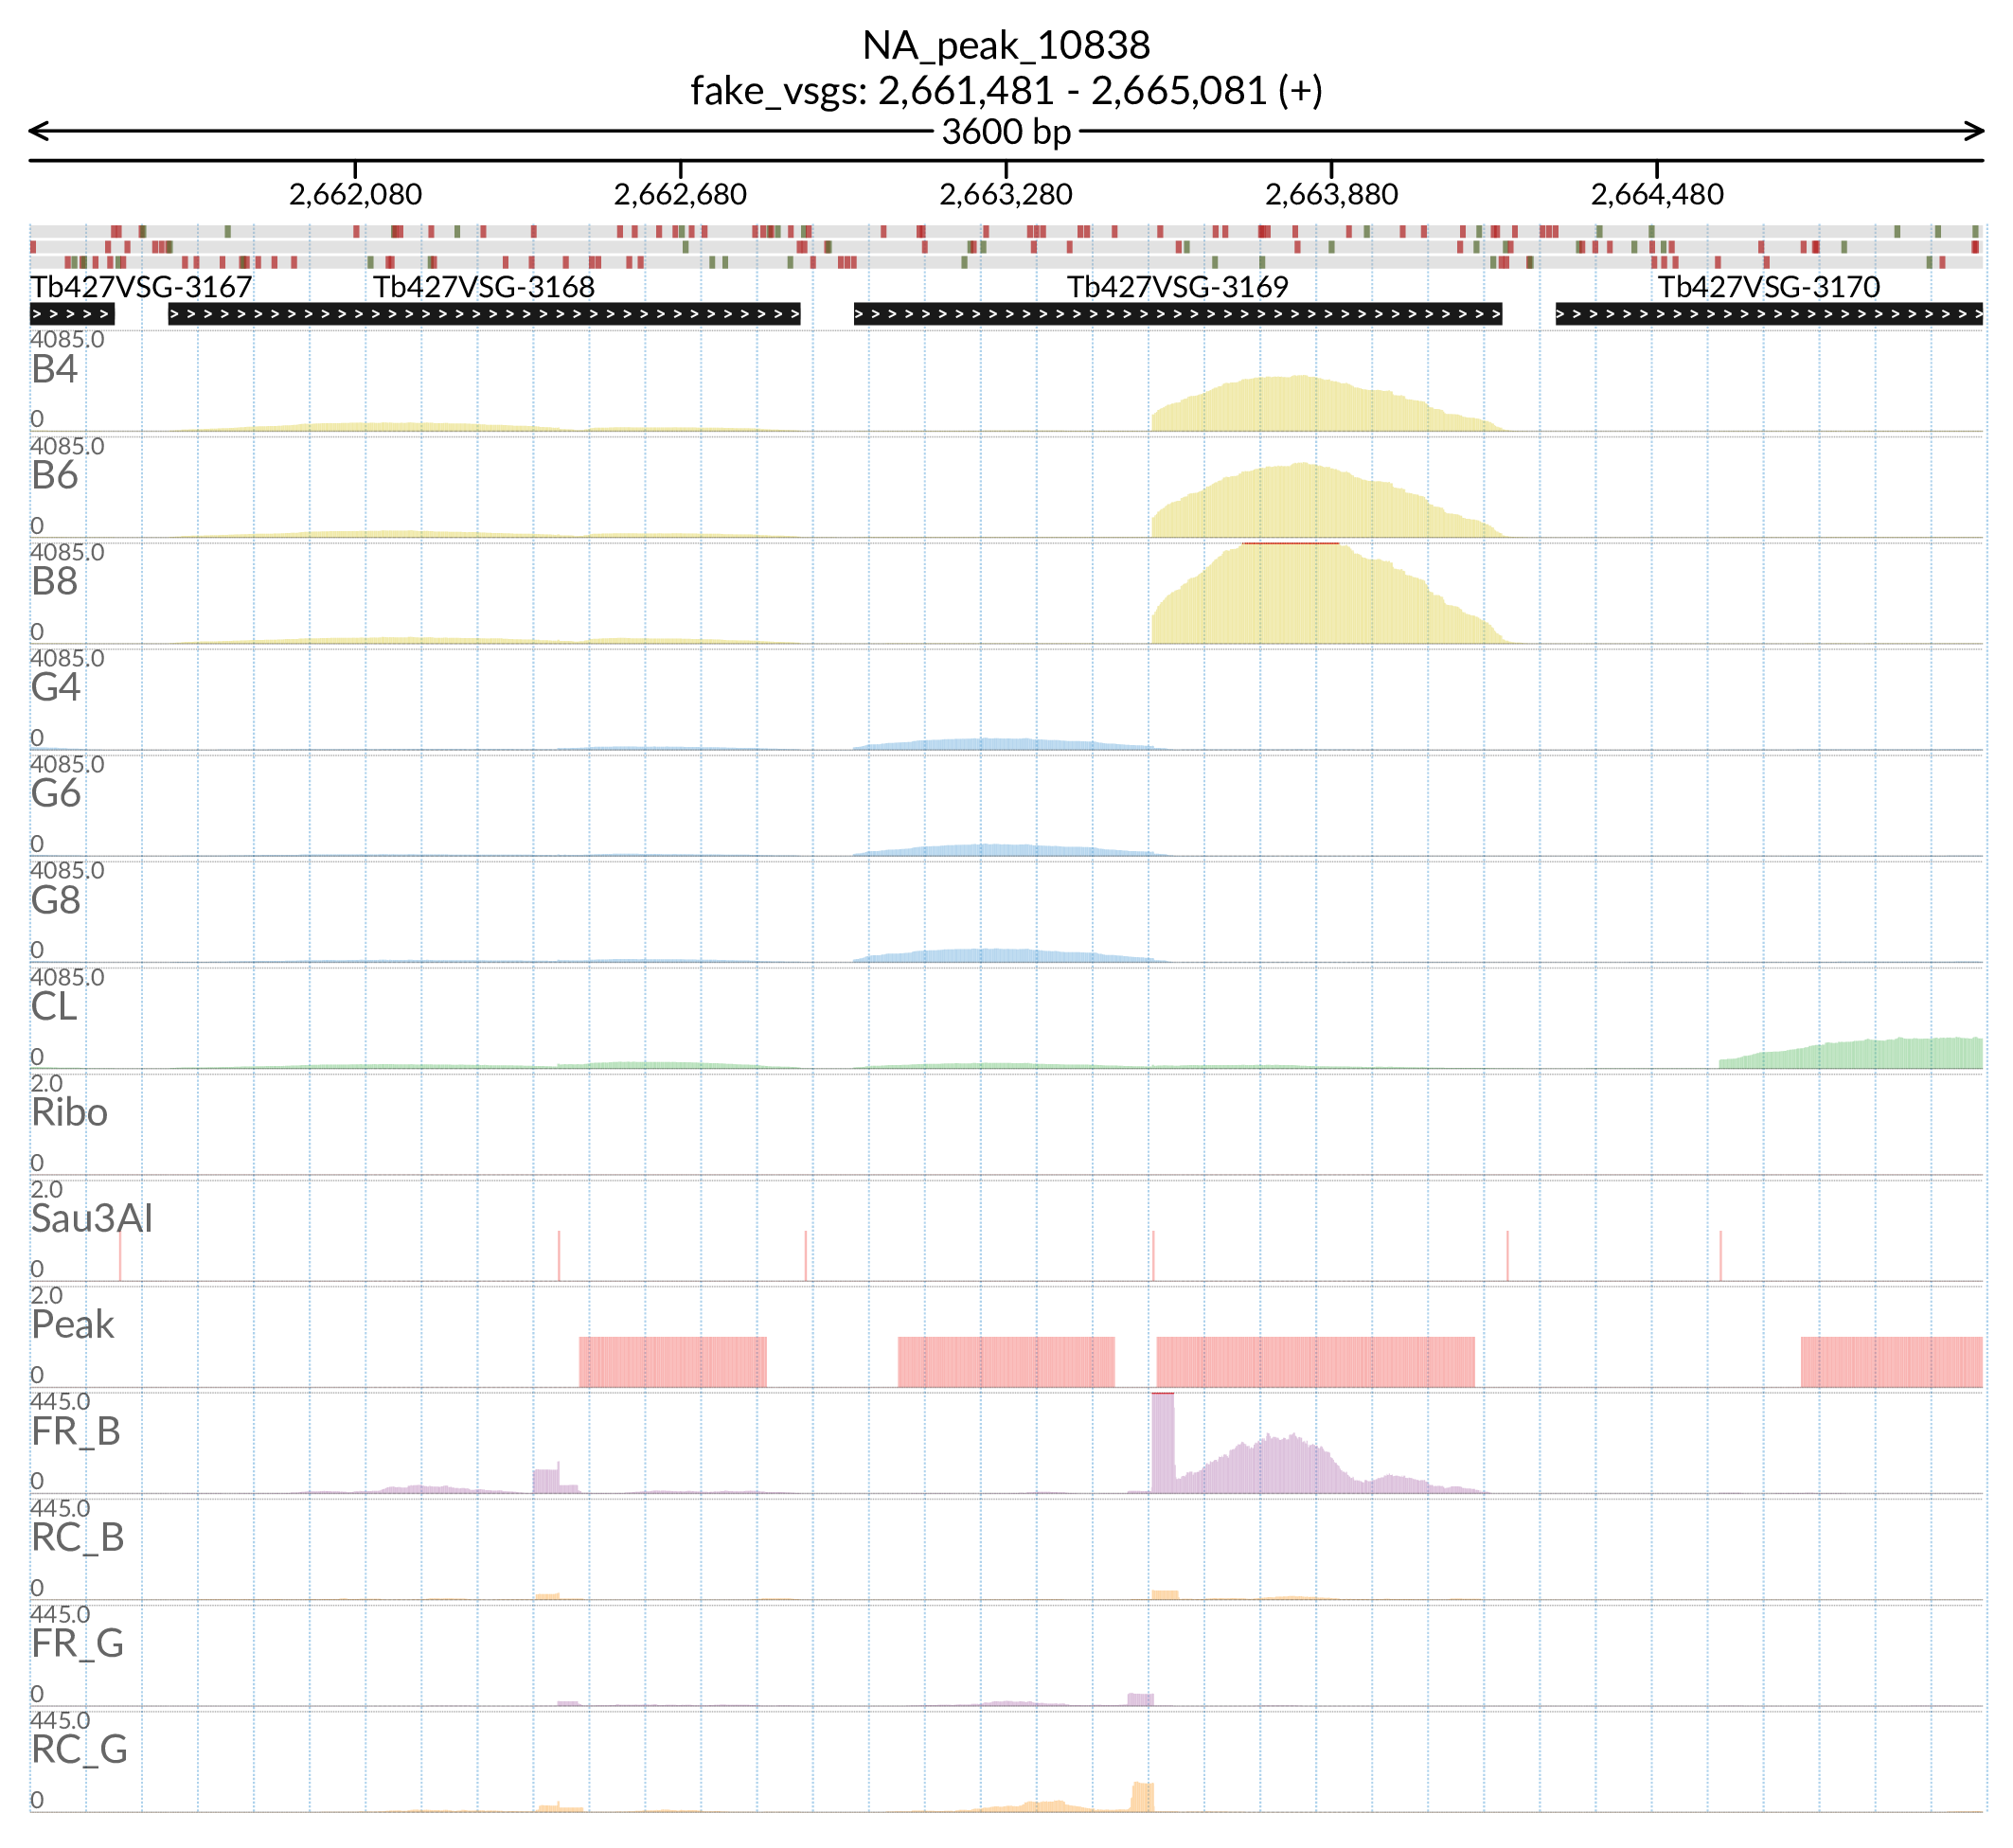 NA_peak_10838
fake_vsgs: 2,661,481 - 2,665,081 (+)
3600 bp
2,662,080 2,662,680 2,663,280 2,663,880 2,664,480
Tb427VSG-3167 Tb427VSG-3168 Tb427VSG-3169 Tb427VSG-3170
4085.0
B4
0
4085.0
B6
0
4085.0
B8
0
4085.0
G4
0
4085.0
G6
0
4085.0
G8
0
4085.0
CL
0
2.0
Ribo
0
2.0
Sau3AI
0
2.0
Peak
0
445.0
FR_B
0
445.0
RC_B
0
445.0
FR_G
0
445.0
RC_G
0